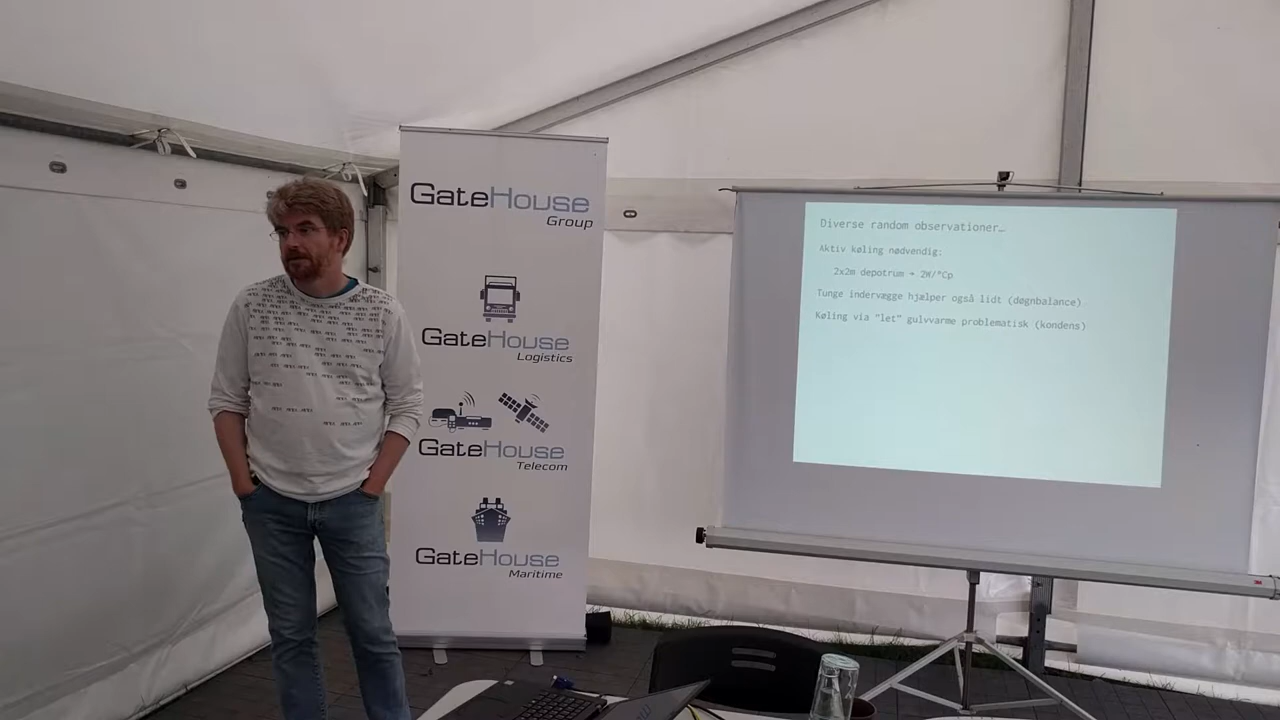 GateHouse
Group
GateHouse
Logistics
GateHouse
Telecom
GateHouse
Maritime
Diverse random observationer…
Aktiv køling nødvendig:
2x2m depotrum + 2W/°Cp
Tunge indervægge hjælper også lidt (døgnbalance)
Køling via "let" gulvvarme problematisk (kondens)